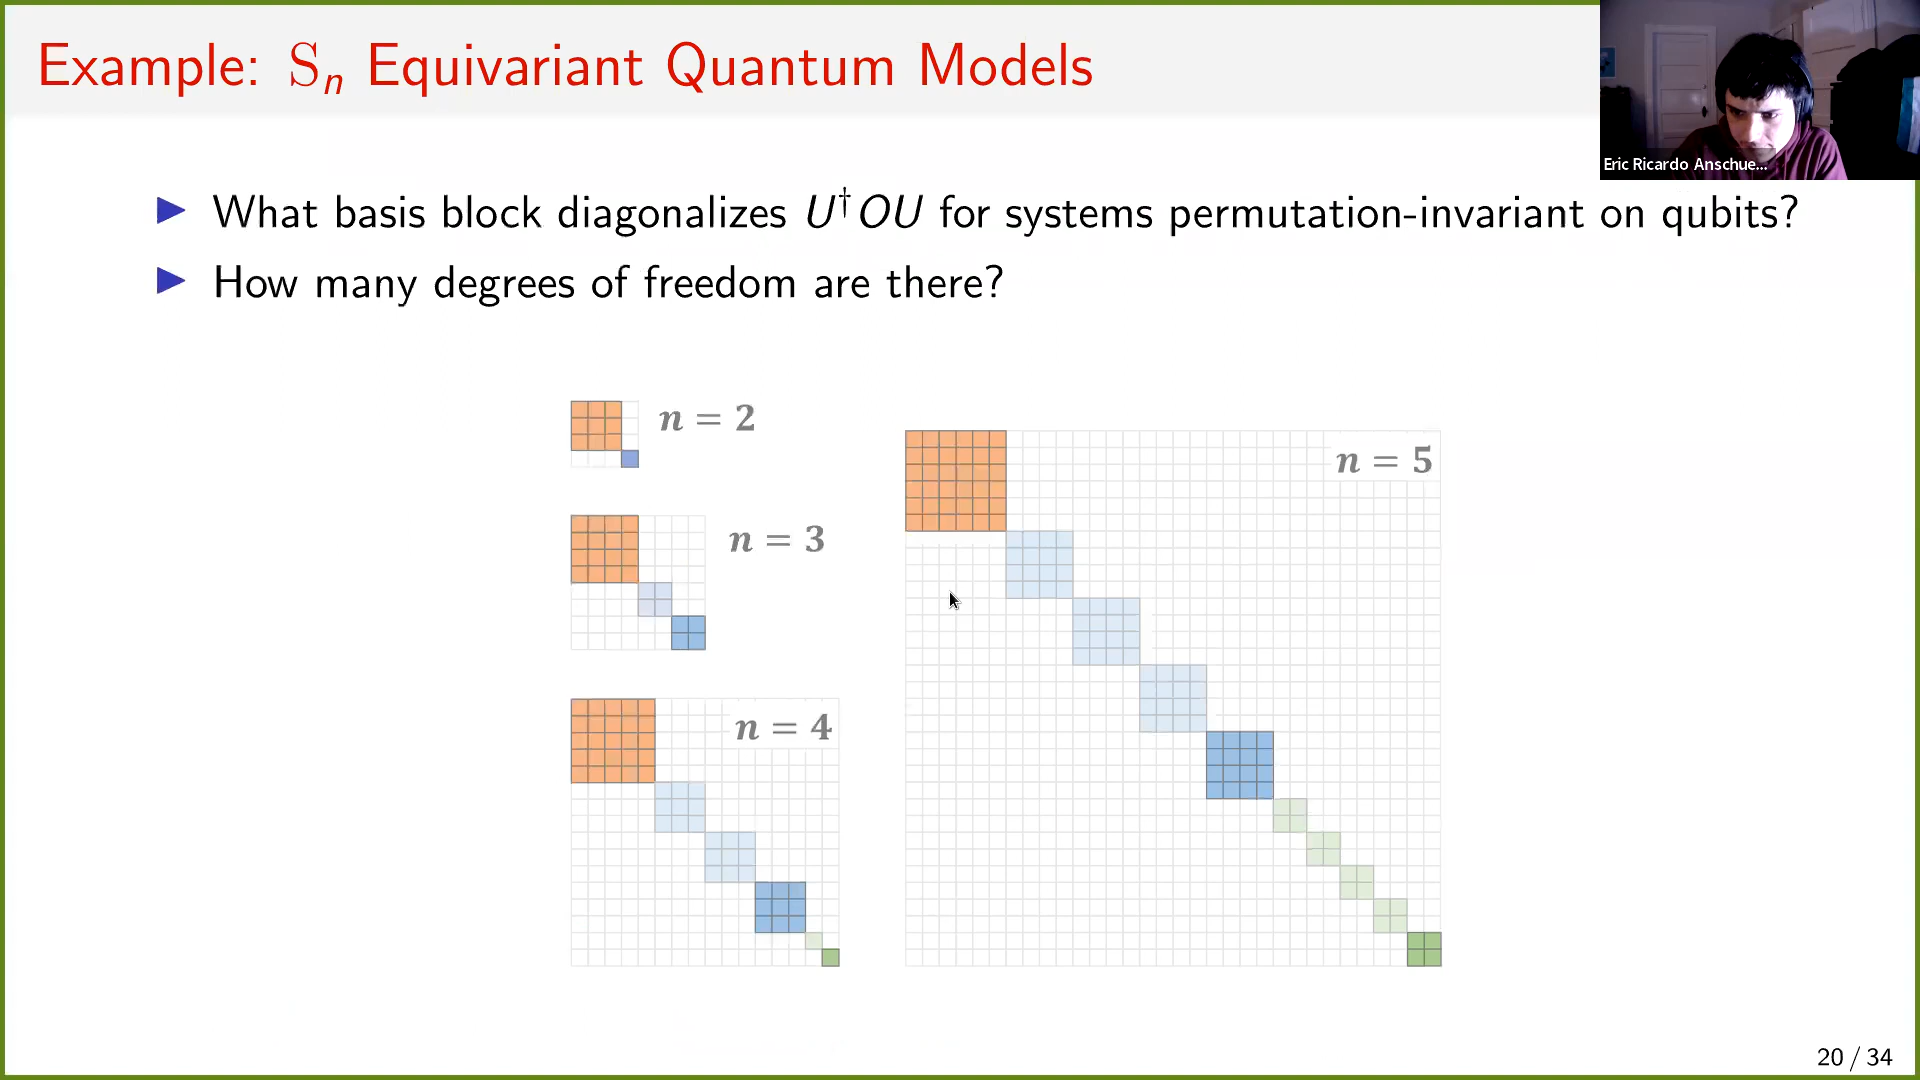 Example: Sn Equivariant Quantum Models
Eric Ricardo Anschue...
▶ What basis block diagonalizes U†OU for systems permutation-invariant on qubits?
▶ How many degrees of freedom are there?
n = 2
n = 5
n = 3
n = 4
20 / 34